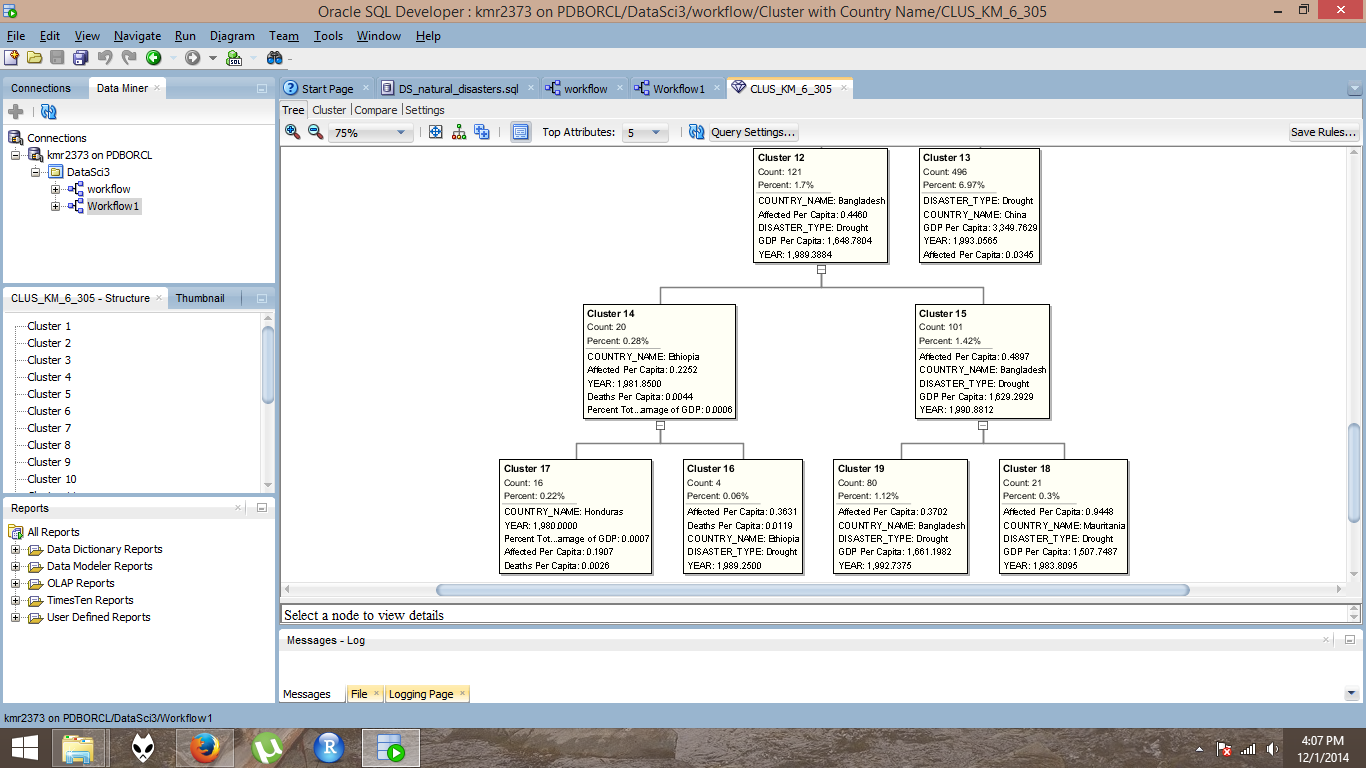 Oracle SQL Developer : kmr2373 on PDBORCL/DataSci3/workflow/Cluster with Country Name/CLUS_KM_6_305
File Edit View Navigate Run Diagram Team Tools Window Help
Connections Data Miner
Start Page DS_natural_disasters.sql workflow Workflow1 CLUS_KM_6_305
Tree Cluster Compare Settings
75% Top Attributes: 5 Query Settings... Save Rules...
Connections
kmr2373 on PDBORCL
DataSci3
workflow
Workflow1
CLUS_KM_6_305 - Structure Thumbnail
Cluster 1
Cluster 2
Cluster 3
Cluster 4
Cluster 5
Cluster 6
Cluster 7
Cluster 8
Cluster 9
Cluster 10
Reports
All Reports
Data Dictionary Reports
Data Modeler Reports
OLAP Reports
TimesTen Reports
User Defined Reports
Cluster 12
Count: 121
Percent: 1.7%
COUNTRY_NAME: Bangladesh
Affected Per Capita: 0.4460
DISASTER_TYPE: Drought
GDP Per Capita: 1,648.7804
YEAR: 1,989.3884
Cluster 13
Count: 496
Percent: 6.97%
DISASTER_TYPE: Drought
COUNTRY_NAME: China
GDP Per Capita: 3,349.7629
YEAR: 1,993.0565
Affected Per Capita: 0.0345
Cluster 14
Count: 20
Percent: 0.28%
COUNTRY_NAME: Ethiopia
Affected Per Capita: 0.2252
YEAR: 1,981.8500
Deaths Per Capita: 0.0044
Percent Tot...amage of GDP: 0.0006
Cluster 15
Count: 101
Percent: 1.42%
Affected Per Capita: 0.4897
COUNTRY_NAME: Bangladesh
DISASTER_TYPE: Drought
GDP Per Capita: 1,629.2929
YEAR: 1,990.8812
Cluster 17
Count: 16
Percent: 0.22%
COUNTRY_NAME: Honduras
YEAR: 1,980.0000
Percent Tot...amage of GDP: 0.0007
Affected Per Capita: 0.1907
Deaths Per Capita: 0.0026
Cluster 16
Count: 4
Percent: 0.06%
Affected Per Capita: 0.3631
Deaths Per Capita: 0.0119
COUNTRY_NAME: Ethiopia
DISASTER_TYPE: Drought
YEAR: 1,989.2500
Cluster 19
Count: 80
Percent: 1.12%
Affected Per Capita: 0.3702
COUNTRY_NAME: Bangladesh
DISASTER_TYPE: Drought
GDP Per Capita: 1,661.1982
YEAR: 1,992.7375
Cluster 18
Count: 21
Percent: 0.3%
Affected Per Capita: 0.9448
COUNTRY_NAME: Mauritania
DISASTER_TYPE: Drought
GDP Per Capita: 1,507.7487
YEAR: 1,983.8095
Select a node to view details
Messages - Log
Messages File Logging Page
kmr2373 on PDBORCL/DataSci3/Workflow1
4:07 PM
12/1/2014